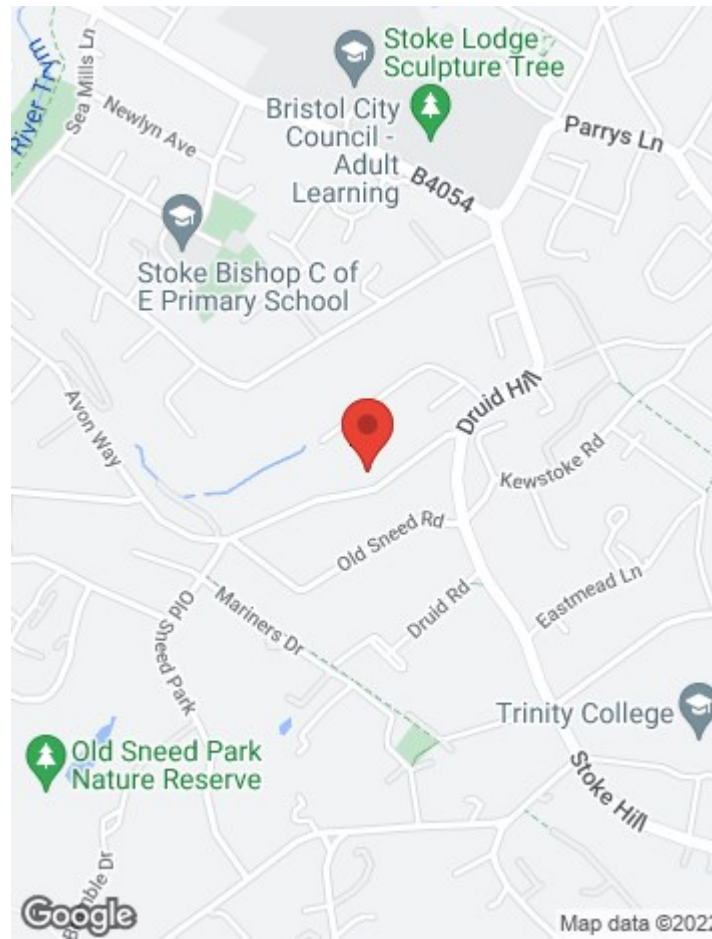 Stoke Lodge
Sculpture Tree
River Trym
Sea Mills Ln
Newlyn Ave
Bristol City
Council -
Adult
Learning
Parrys Ln
B4054
Stoke Bishop C of
E Primary School
Avon Way
Druid Hill
Kewstoke Rd
Old Sneed Rd
Eastmead Ln
Druid Rd
Mariners Dr
Old Sneed Park
Trinity College
Old Sneed Park
Nature Reserve
Stoke Hill
Dr
Google
Map data ©2022